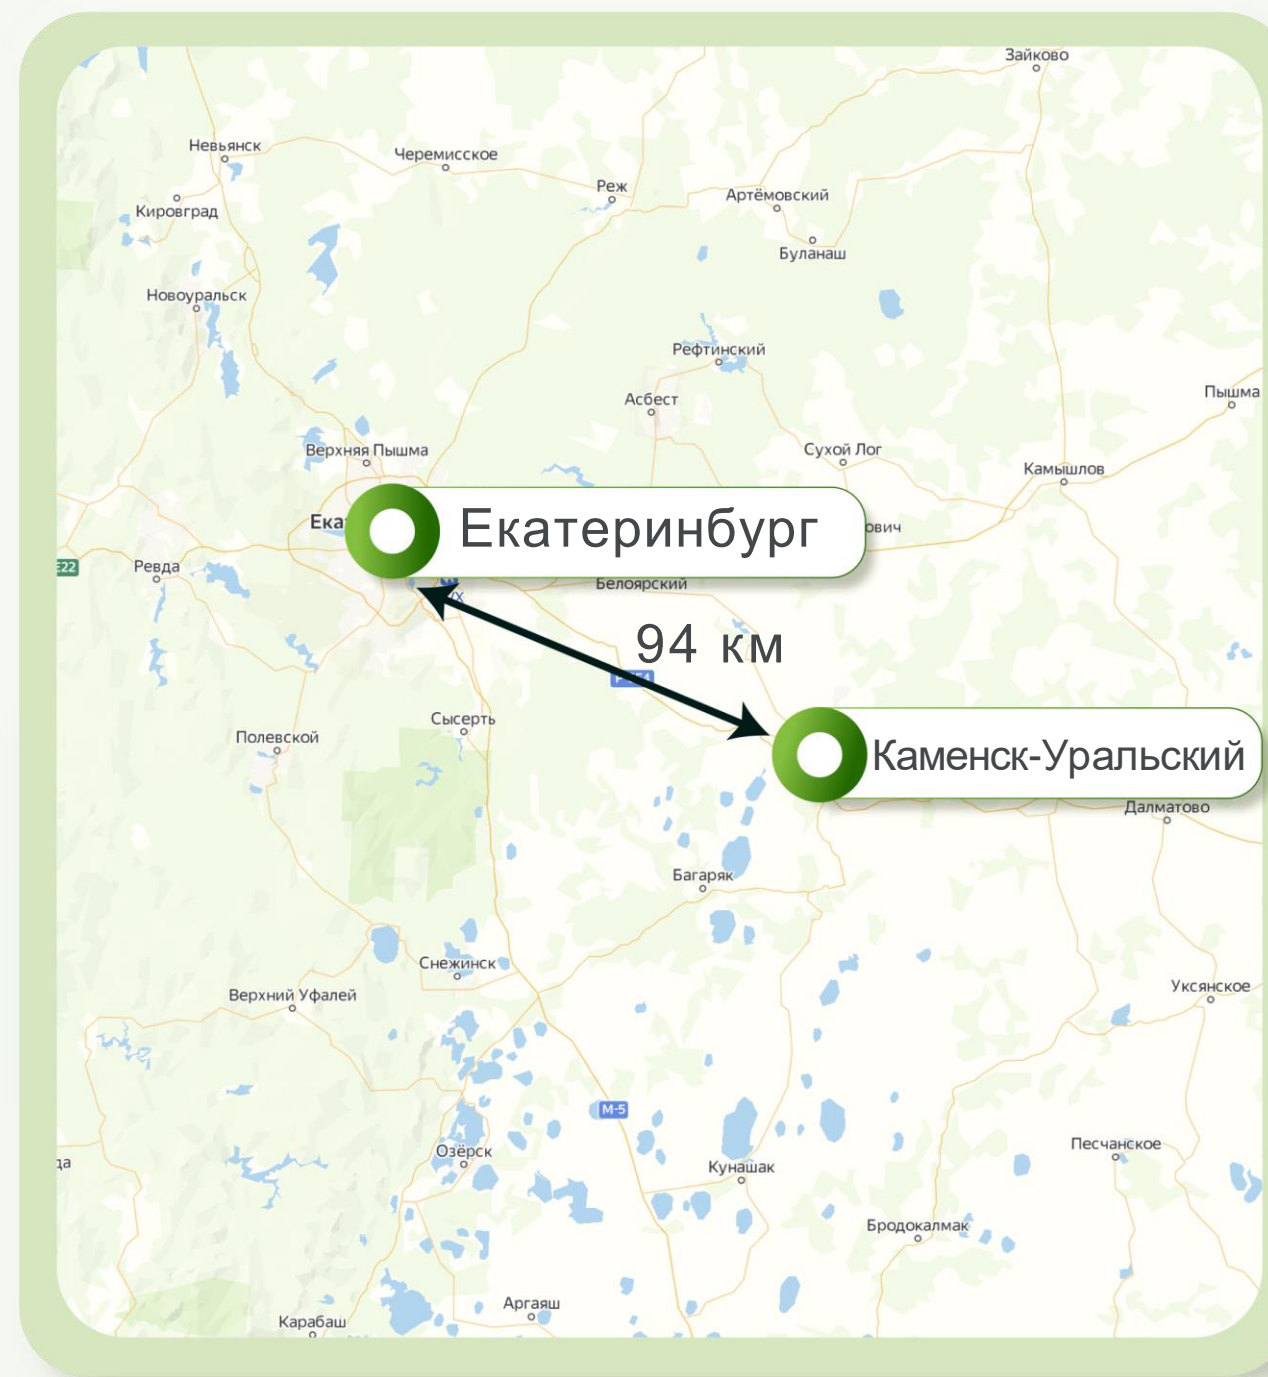 Зайково
Невьянск
Черемисское
Реж
Артёмовский
Кировград
Буланаш
Новоуральск
Рефтинский
Пышма
Асбест
Верхняя Пышма
Сухой Лог
Камышлов
Ека
Екатеринбург
ович
E22
Ревда
Белоярский
94 км
Сысерть
Полевской
Каменск-Уральский
Далматово
Багаряк
Снежинск
Верхний Уфалей
Уксянское
М-5
Озёрск
Песчанское
да
Кунашак
Бродокалмак
Аргаяш
Карабаш